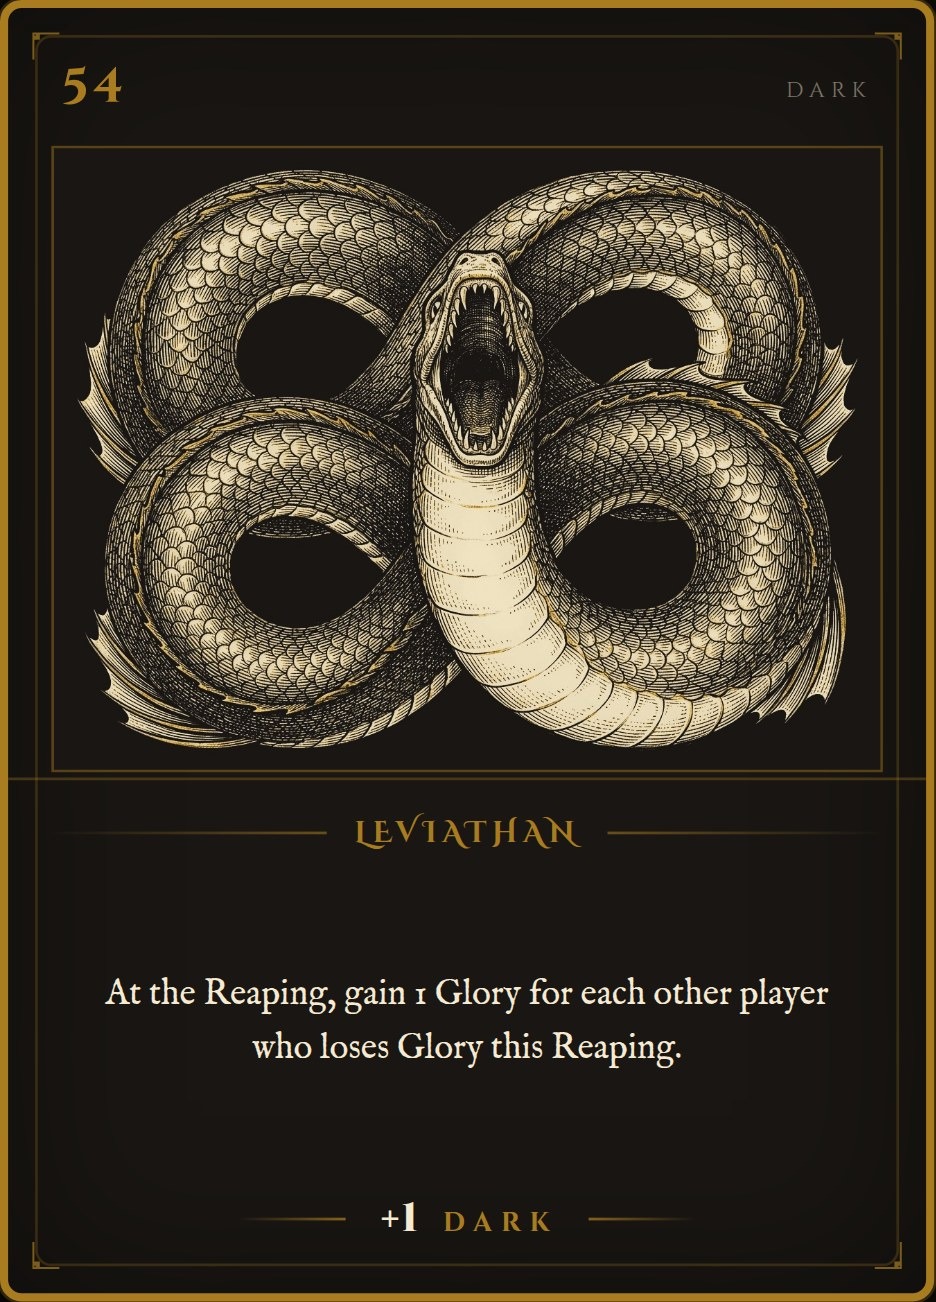 54
DARK
LEVIATHAN
At the Reaping, gain 1 Glory for each other player
who loses Glory this Reaping.
+1 DARK